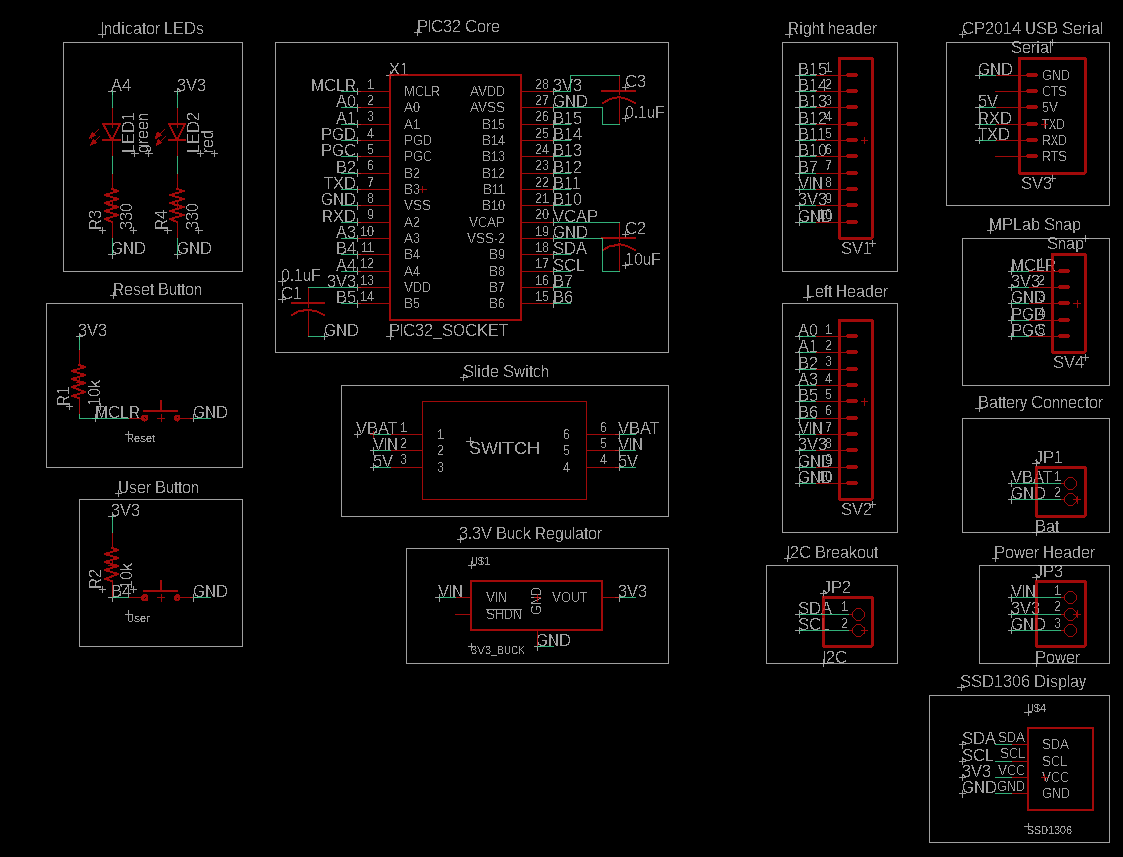 Indicator LEDs
A4
3V3
LED1
green
LED2
red
R3
330
R4
330
GND
GND
Reset Button
3V3
R1
10k
MCLR
GND
Reset
User Button
3V3
R2
10k
B4
GND
User
PIC32 Core
X1
MCLR 1 MCLR AVDD 28 3V3
A0 2 A0 AVSS 27 GND
A1 3 A1 B15 26 B15
PGD 4 PGD B14 25 B14
PGC 5 PGC B13 24 B13
B2 6 B2 B12 23 B12
TXD 7 B3 B11 22 B11
GND 8 VSS B10 21 B10
RXD 9 A2 VCAP 20 VCAP
A3 10 A3 VSS-2 19 GND
B4 11 B4 B9 18 SDA
A4 12 A4 B8 17 SCL
3V3 13 VDD B7 16 B7
B5 14 B5 B6 15 B6
C3
0.1uF
C2
10uF
0.1uF
C1
GND
PIC32_SOCKET
Slide Switch
VBAT 1 1 6 6 VBAT
VIN 2 2 SWITCH 5 5 VIN
5V 3 3 4 4 5V
3.3V Buck Regulator
U$1
VIN VIN GND VOUT 3V3
SHDN
GND
3V3_BUCK
Right header
B15 1
B14 2
B13 3
B12 4
B11 5
B10 6
B7 7
VIN 8
3V3 9
GND 10
SV1
Left Header
A0 1
A1 2
B2 3
A3 4
B5 5
B6 6
VIN 7
3V3 8
GND 9
GND 10
SV2
I2C Breakout
JP2
SDA 1
SCL 2
I2C
CP2014 USB Serial
Serial
GND GND
CTS
5V 5V
RXD TXD
TXD RXD
RTS
SV3
MPLab Snap
Snap
MCLR 1
3V3 2
GND 3
PGD 4
PGC 5
SV4
Battery Connector
JP1
VBAT 1
GND 2
Bat
Power Header
JP3
VIN 1
3V3 2
GND 3
Power
SSD1306 Display
U$4
SDA SDA SDA
SCL SCL SCL
3V3 VCC VCC
GND GND GND
SSD1306